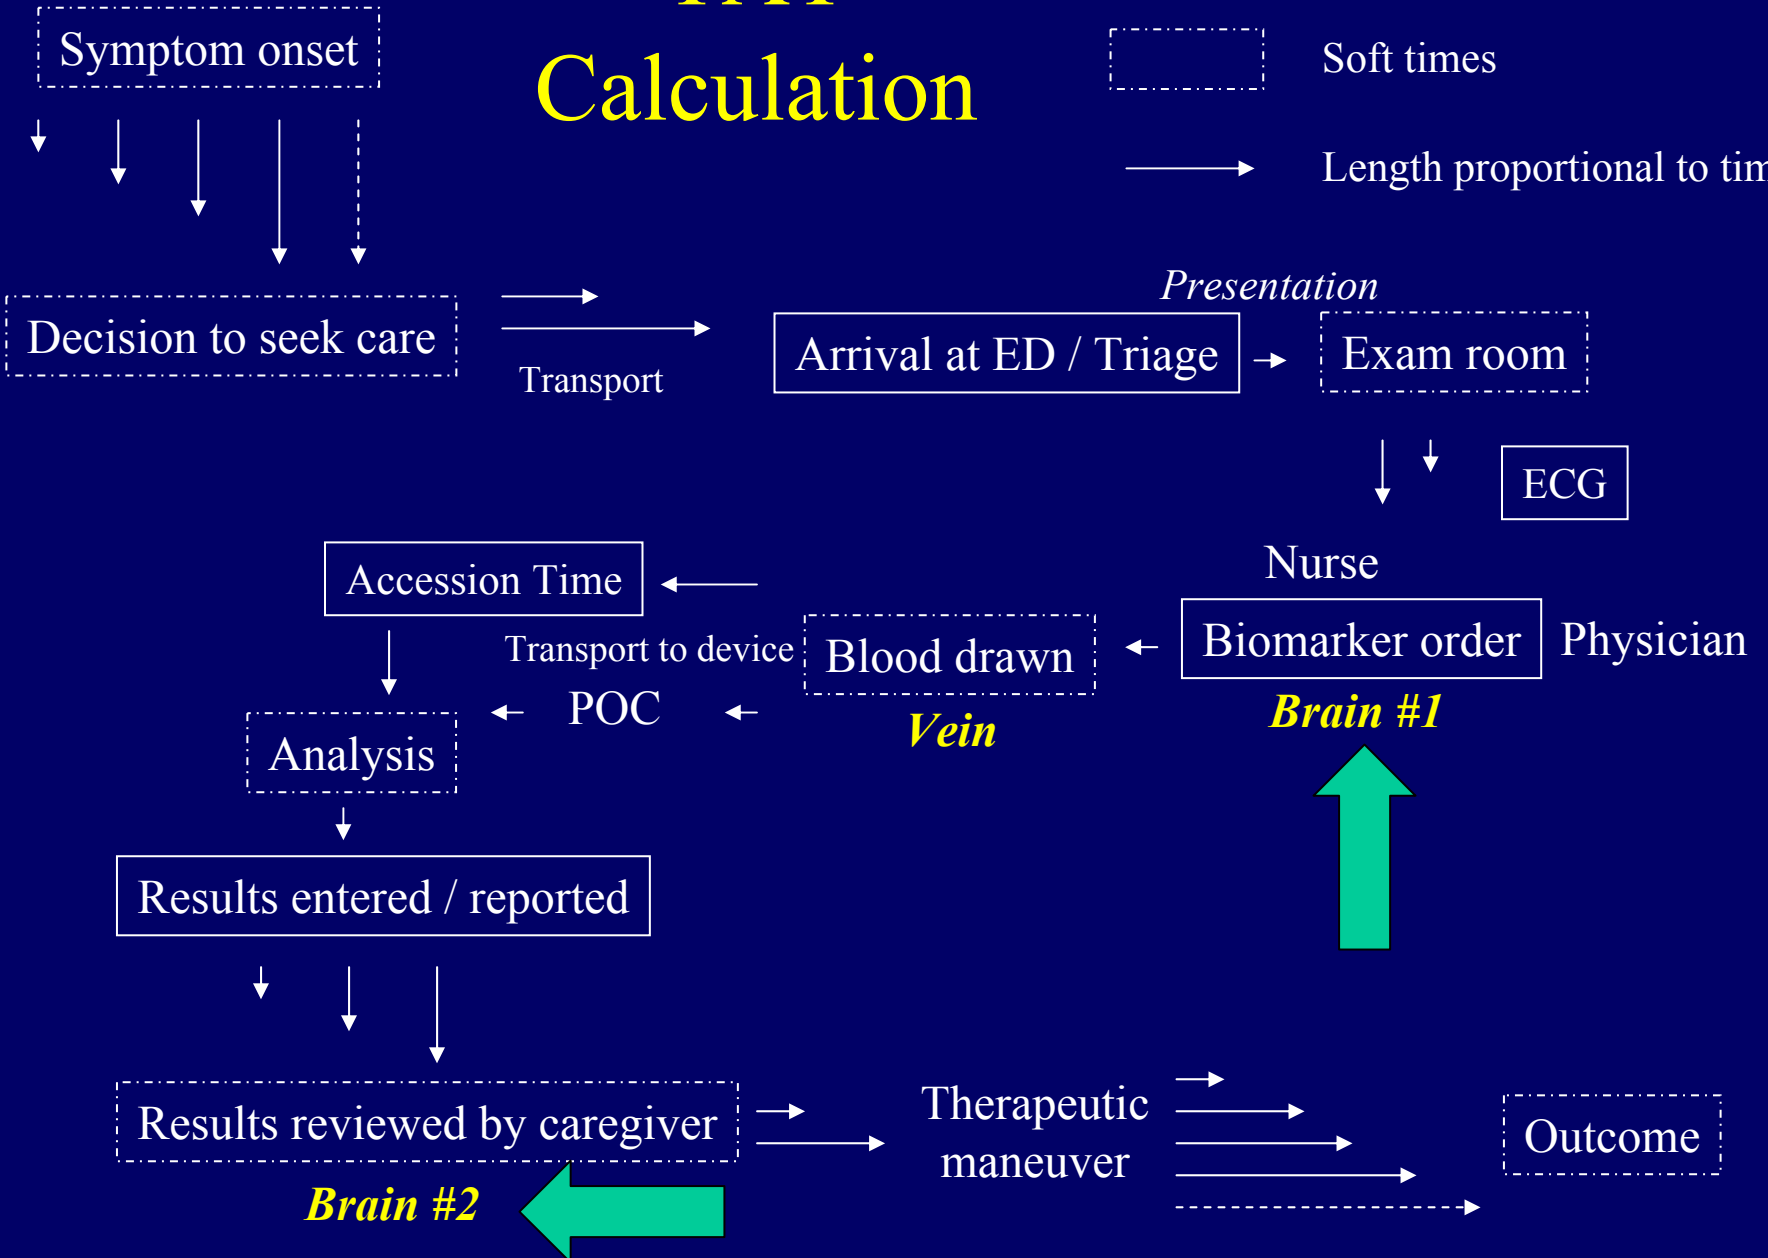 Calculation
Symptom onset
Soft times
Length proportional to
Presentation
Decision to seek care
Transport
Arrival at ED / Triage
Exam room
ECG
Nurse
Accession Time
Transport to device
Blood drawn
Biomarker order
Physician
POC
Vein
Brain #1
Analysis
Results entered / reported
Results reviewed by caregiver
Therapeutic
maneuver
Outcome
Brain #2